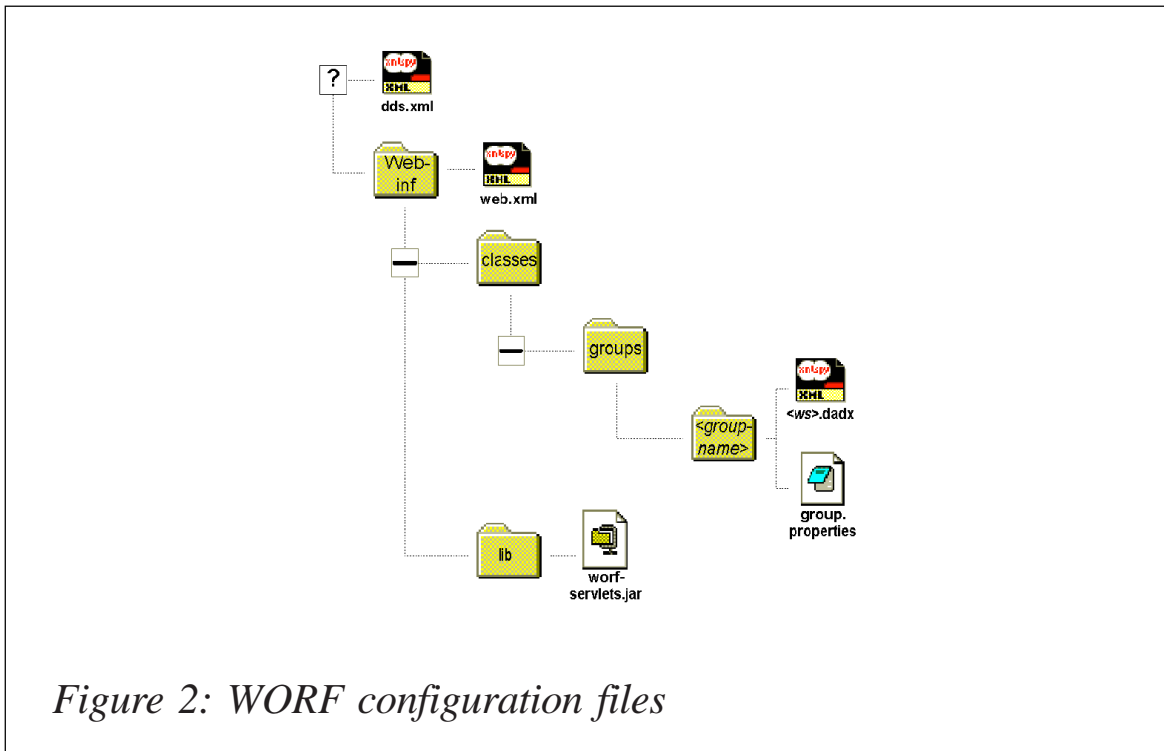 ?
xmlspy
XML
dds.xml
Web-
inf
xmlspy
XML
web.xml
classes
groups
xmlspy
XML
<ws>.dadx
<group-
name>
group.
properties
lib
worf-
servlets.jar
Figure 2: WORF configuration files